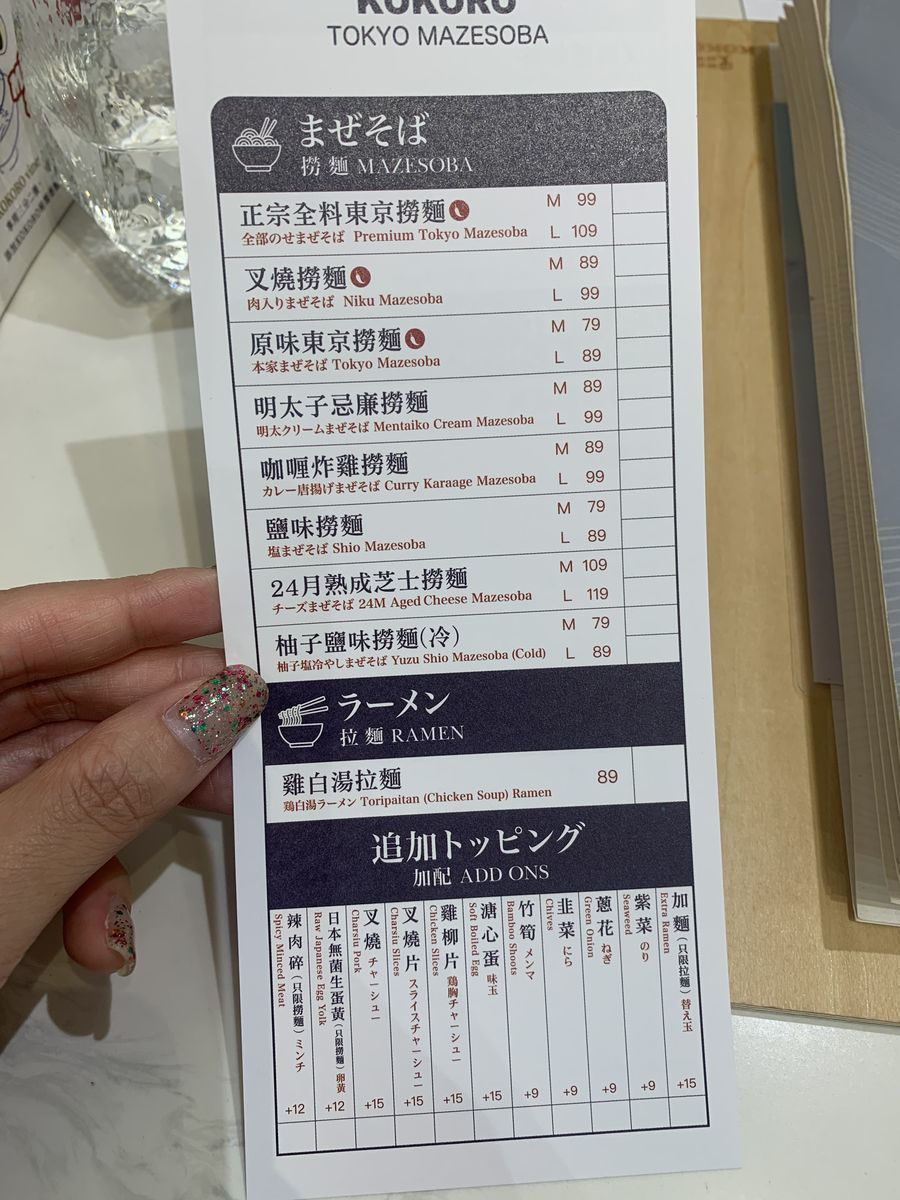 KOKORO
TOKYO MAZESOBA
まぜそば
撈麵 MAZESOBA
正宗全料東京撈麵 M 99
全部のせまぜそば Premium Tokyo Mazesoba L 109
叉燒撈麵 M 89
肉入りまぜそば Niku Mazesoba L 99
原味東京撈麵 M 79
本家まぜそば Tokyo Mazesoba L 89
明太子忌廉撈麵 M 89
明太クリームまぜそば Mentaiko Cream Mazesoba L 99
咖喱炸雞撈麵 M 89
カレー唐揚げまぜそば Curry Karaage Mazesoba L 99
鹽味撈麵 M 79
塩まぜそば Shio Mazesoba L 89
24月熟成芝士撈麵 M 109
チーズまぜそば 24M Aged Cheese Mazesoba L 119
柚子鹽味撈麵(冷) M 79
柚子塩冷やしまぜそば Yuzu Shio Mazesoba (Cold) L 89
ラーメン
拉麵 RAMEN
雞白湯拉麵 89
鶏白湯ラーメン Toripaitan (Chicken Soup) Ramen
追加トッピング
加配 ADD ONS
辣肉碎(只限撈麵) ミンチ
Spicy Minced Meat
+12
日本無菌生蛋黃(只限撈麵) 卵黄
Raw Japanese Egg Yolk
+12
叉燒 チャーシュー
Charsiu Pork
+15
叉燒片 スライスチャーシュー
Charsiu Slices
+15
雞柳片 鶏胸チャーシュー
Chicken Slices
+15
溏心蛋 味玉
Soft Boiled Egg
+15
竹筍 メンマ
Bamboo Shoots
+9
韭菜 にら
Chives
+9
蔥花 ねぎ
Green Onion
+9
紫菜 のり
Seaweed
+9
加麵(只限拉麵) 替え玉
Extra Ramen
+15